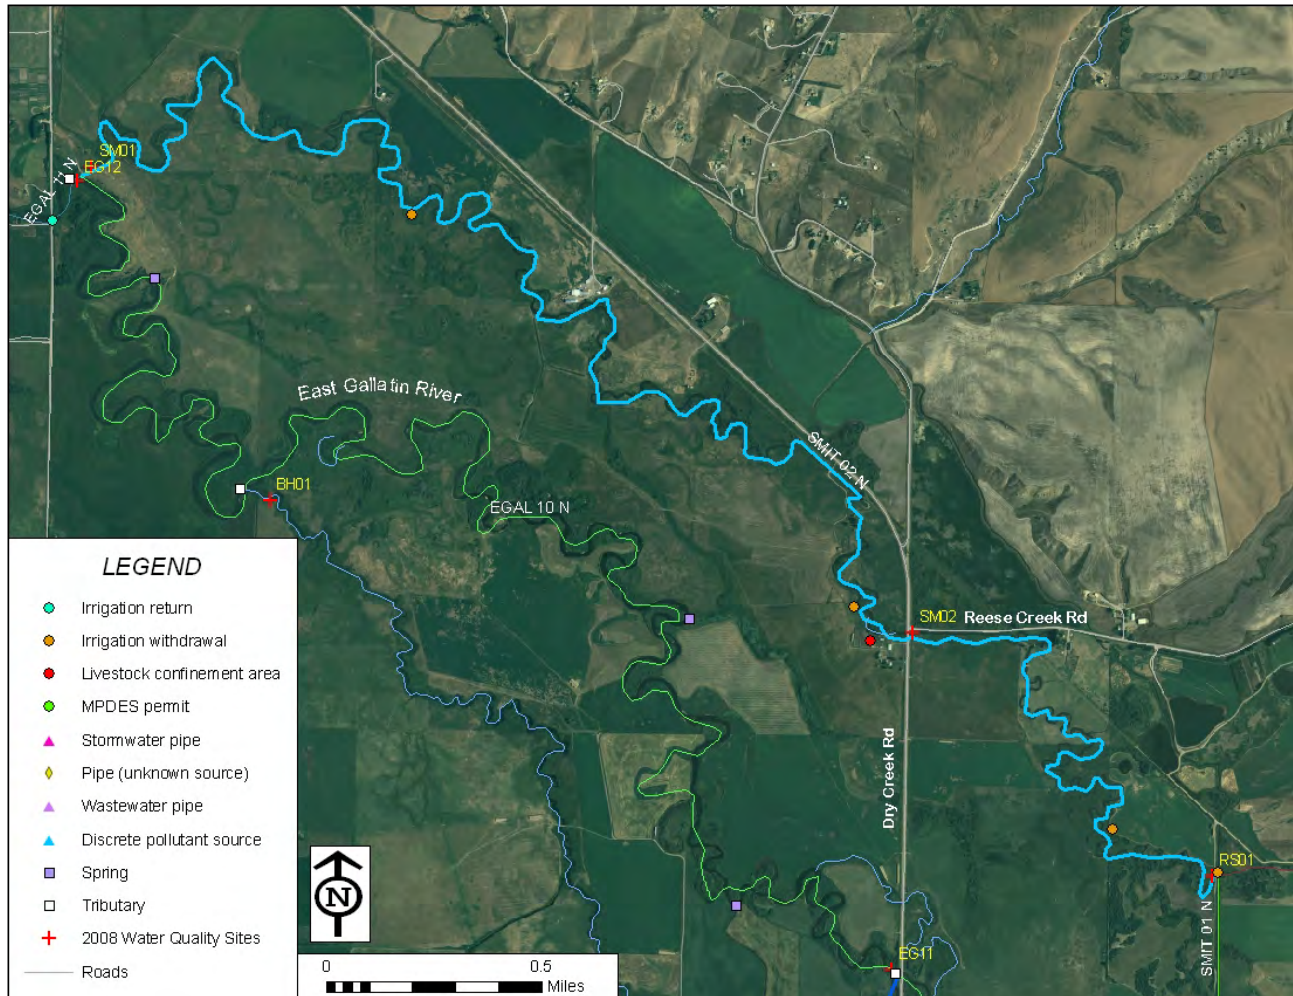 SM01
EG12
EGAL 11 N
East Gallatin River
BH01
EGAL 10 N
SMIT 02 N
SM02
Reese Creek Rd
Dry Creek Rd
RS01
SMIT 01 N
EG11
LEGEND
Irrigation return
Irrigation withdrawal
Livestock confinement area
MPDES permit
Stormwater pipe
Pipe (unknown source)
Wastewater pipe
Discrete pollutant source
Spring
Tributary
2008 Water Quality Sites
Roads
N
0 0.5
Miles